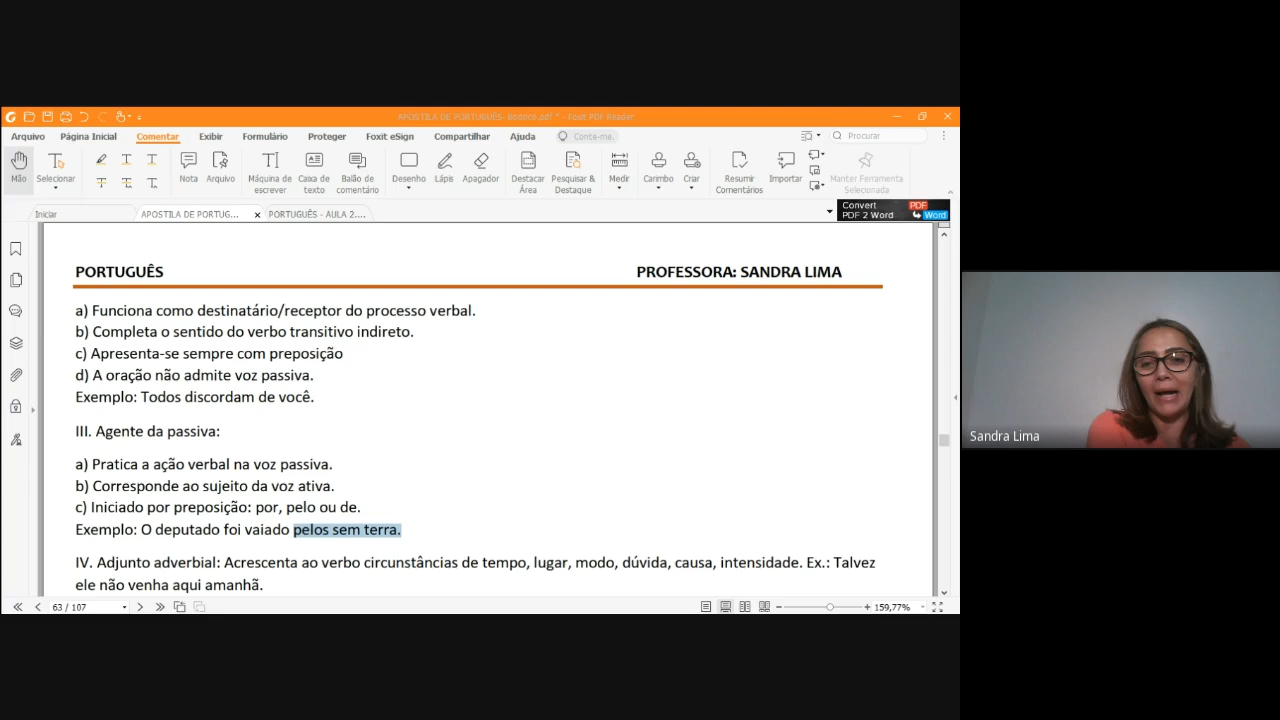 APOSTILA DE PORTUGUÊS- Bodoco.pdf * - Foxit PDF Reader
Arquivo Página Inicial Comentar Exibir Formulário Proteger Foxit eSign Compartilhar Ajuda Conte-me. Procurar
Mão Selecionar Nota Arquivo Máquina de escrever Caixa de texto Balão de comentário Desenho Lápis Apagador Destacar Área Pesquisar & Destaque Medir Carimbo Criar Resumir Comentários Importar Manter Ferramenta Selecionada
Iniciar APOSTILA DE PORTUG... PORTUGUÊS - AULA 2....
Convert PDF
PDF 2 Word Word
PORTUGUÊS PROFESSORA: SANDRA LIMA
a) Funciona como destinatário/receptor do processo verbal.
b) Completa o sentido do verbo transitivo indireto.
c) Apresenta-se sempre com preposição
d) A oração não admite voz passiva.
Exemplo: Todos discordam de você.
III. Agente da passiva:
a) Pratica a ação verbal na voz passiva.
b) Corresponde ao sujeito da voz ativa.
c) Iniciado por preposição: por, pelo ou de.
Exemplo: O deputado foi vaiado pelos sem terra.
IV. Adjunto adverbial: Acrescenta ao verbo circunstâncias de tempo, lugar, modo, dúvida, causa, intensidade. Ex.: Talvez
ele não venha aqui amanhã.
63 / 107 159,77%
Sandra Lima